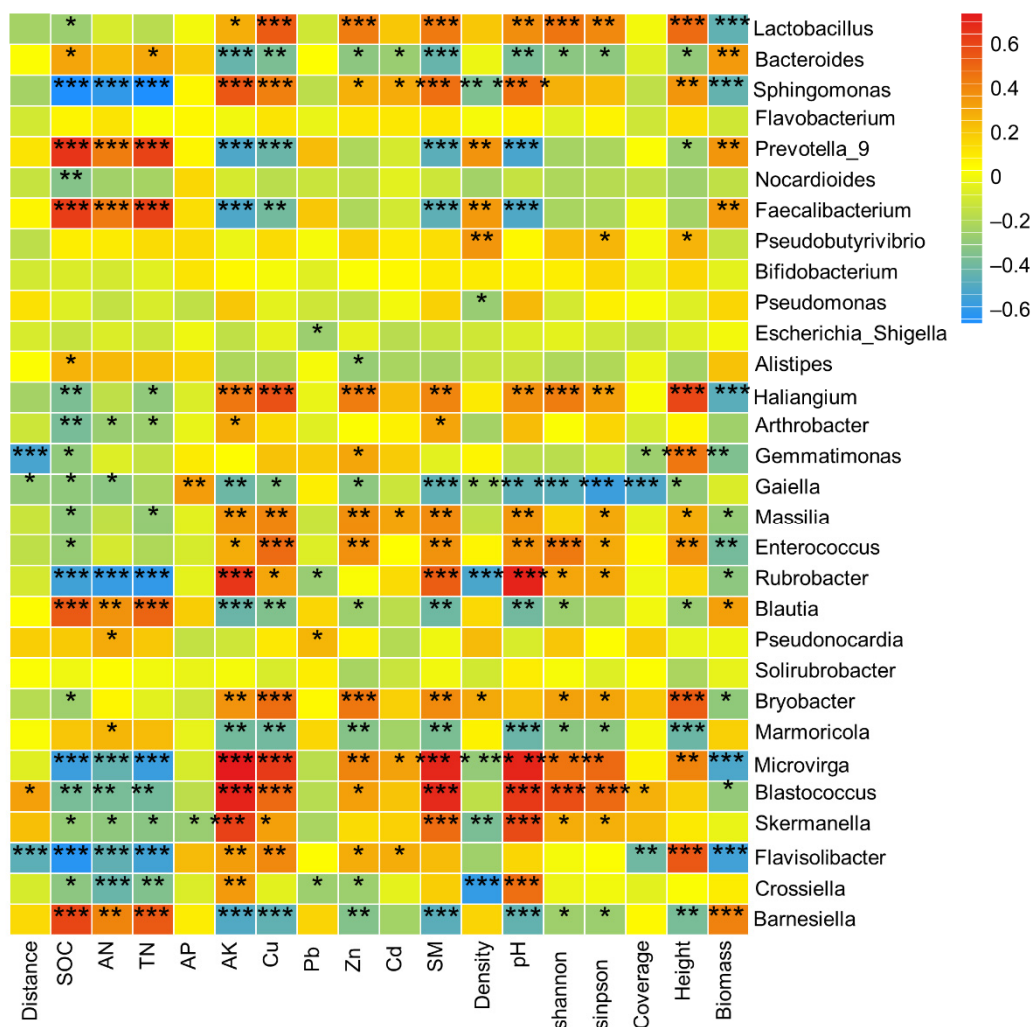 * * *** *** *** ** *** ** *** *** Lactobacillus
* * *** ** * * *** ** * * * ** Bacteroides
*** *** *** *** *** * * *** ** * *** * ** *** Sphingomonas
Flavobacterium
*** *** *** *** *** *** ** *** * ** Prevotella_9
** Nocardioides
*** *** *** *** ** *** ** *** ** Faecalibacterium
** * * Pseudobutyrivibrio
Bifidobacterium
* Pseudomonas
* Escherichia_Shigella
* * Alistipes
** * *** *** *** ** ** *** ** *** *** Haliangium
** * * * * Arthrobacter
*** * * * *** ** Gemmatimonas
* * * ** ** * * *** * * ** *** *** *** * Gaiella
* * ** ** ** * ** ** * * * Massilia
* * *** ** ** ** *** * ** ** Enterococcus
*** *** *** *** * * *** *** *** * * * Rubrobacter
*** ** *** *** ** * ** ** * * * Blautia
* * Pseudonocardia
Solirubrobacter
* ** *** *** ** * * * *** * Bryobacter
* ** ** ** ** *** * * *** Marmoricola
*** *** *** *** *** ** * *** * ** * ** * ** *** ** *** Microvirga
* ** ** ** *** *** * *** *** *** *** * * Blastococcus
* * * * *** * *** ** *** * * Skermanella
*** *** *** *** ** ** * * ** *** *** Flavisolibacter
* *** ** ** * * *** *** Crossiella
*** ** *** *** *** ** *** *** * * ** *** Barnesiella
Distance
SOC
AN
TN
AP
AK
Cu
Pb
Zn
Cd
SM
Density
pH
shannon
sinpson
Coverage
Height
Biomass
0.6
0.4
0.2
0
−0.2
−0.4
−0.6